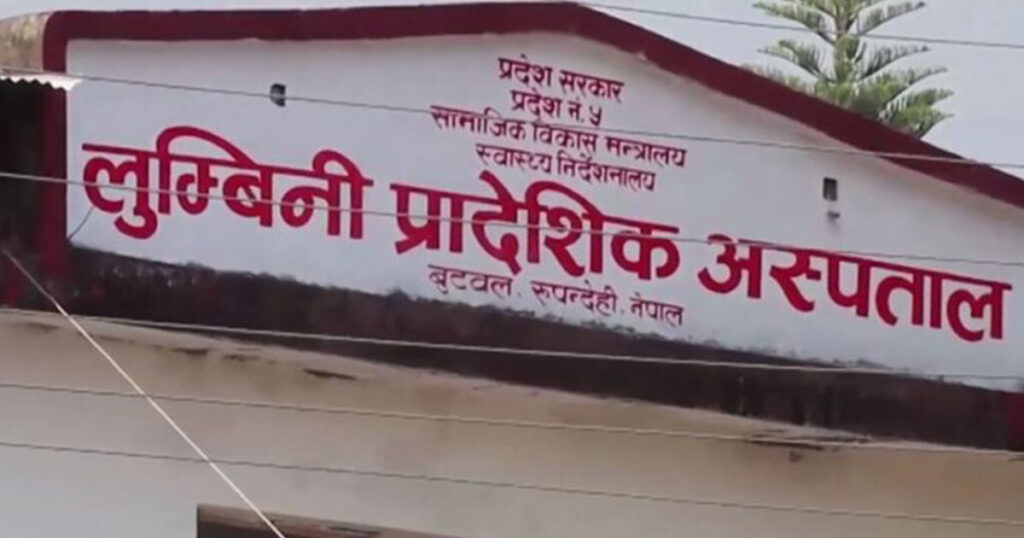 प्रदेश सरकार
प्रदेश नं. ५
सामाजिक विकास मन्त्रालय
स्वास्थ्य निर्देशनालय
लुम्बिनी प्रादेशिक अस्पताल
बुटवल. रुपन्देही. नेपाल